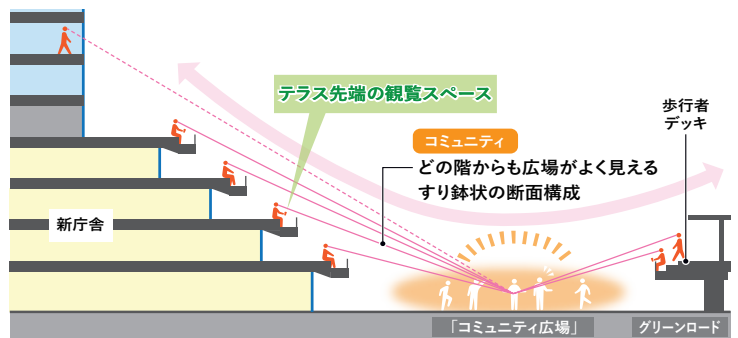 テラス先端の観覧スペース
歩行者
デッキ
コミュニティ
どの階からも広場がよく見える
すり鉢状の断面構成
新庁舎
「コミュニティ広場」
グリーンロード